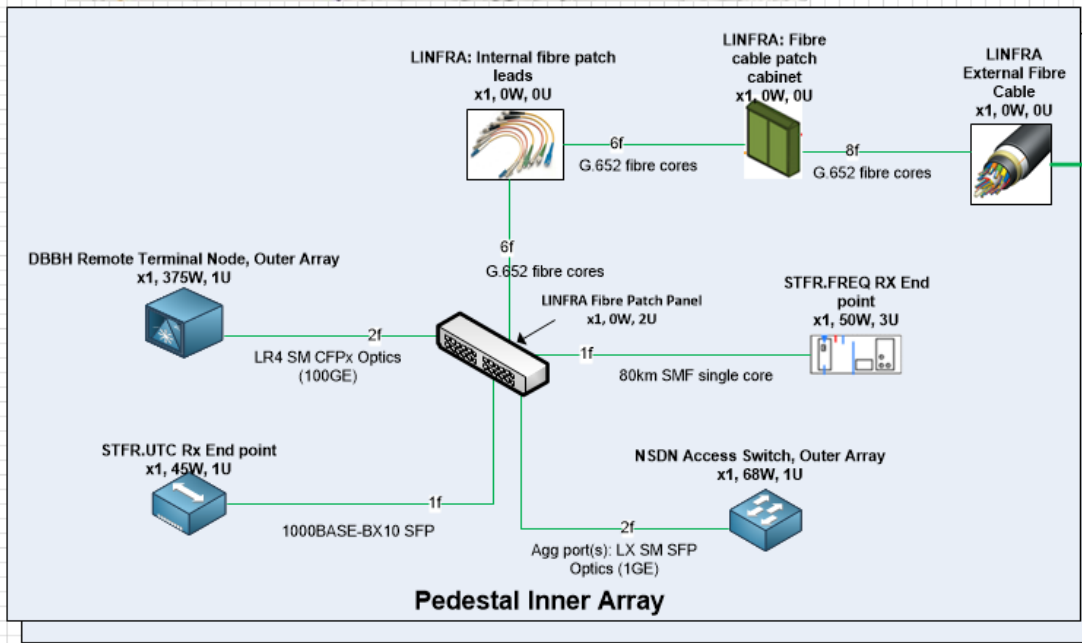 LINFRA: Internal fibre patch
leads
x1, 0W, 0U
LINFRA: Fibre
cable patch
cabinet
x1, 0W, 0U
LINFRA
External Fibre
Cable
x1, 0W, 0U
6f
G.652 fibre cores
8f
G.652 fibre cores
6f
G.652 fibre cores
DBBH Remote Terminal Node, Outer Array
x1, 375W, 1U
2f
LR4 SM CFPx Optics
(100GE)
LINFRA Fibre Patch Panel
x1, 0W, 2U
STFR.FREQ RX End
point
x1, 50W, 3U
1f
80km SMF single core
STFR.UTC Rx End point
x1, 45W, 1U
1f
1000BASE-BX10 SFP
NSDN Access Switch, Outer Array
x1, 68W, 1U
2f
Agg port(s): LX SM SFP
Optics (1GE)
Pedestal Inner Array